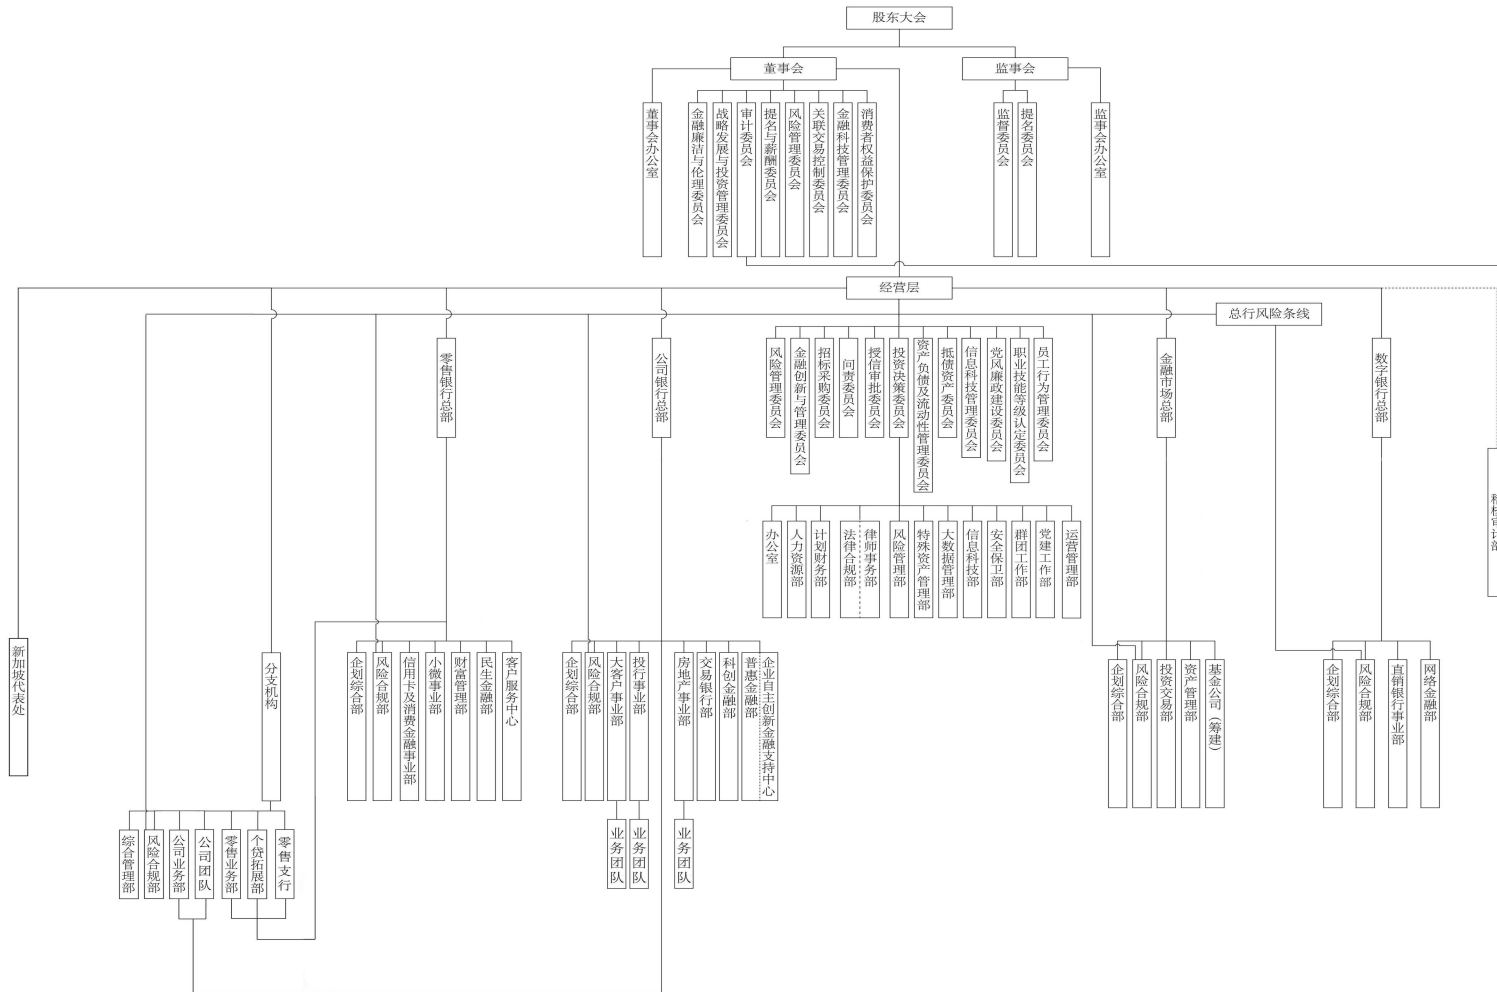 股东大会
董事会
监事会
董事会办公室
金融廉洁与伦理委员会
战略发展与投资管理委员会
审计委员会
提名与薪酬委员会
风险管理委员会
关联交易控制委员会
金融科技管理委员会
消费者权益保护委员会
监督委员会
提名委员会
监事会办公室
经营层
总行风险条线
零售银行总部
公司银行总部
风险管理委员会
金融创新与管理委员会
招标采购委员会
问责委员会
授信审批委员会
投资决策委员会
资产负债及流动性管理委员会
抵债资产委员会
信息科技管理委员会
党风廉政建设委员会
职业技能等级认定委员会
员工行为管理委员会
金融市场总部
数字银行总部
办公室
人力资源部
计划财务部
法律合规部
律师事务部
风险管理部
特殊资产管理部
大数据管理部
信息科技部
安全保卫部
群团工作部
党建工作部
运营管理部
新加坡代表处
分支机构
企划综合部
风险合规部
信用卡及消费金融事业部
小微事业部
财富管理部
民生金融部
客户服务中心
企划综合部
风险合规部
大客户事业部
投行事业部
房地产事业部
交易银行部
科创金融部
普惠金融部
企业自主创新金融支持中心
企划综合部
风险合规部
投资交易部
资产管理部
基金公司（筹建）
企划综合部
风险合规部
直销银行事业部
网络金融部
综合管理部
风险合规部
公司业务部
公司团队
零售业务部
个贷拓展部
零售支行
业务团队
业务团队
业务团队